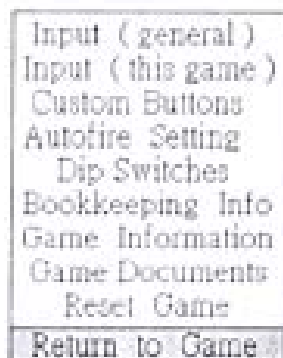 Input ( general )
Input ( this game )
Custom Buttons
Autofire Setting
Dip Switches
Bookkeeping Info
Game Information
Game Documents
Reset Game
Return to Game